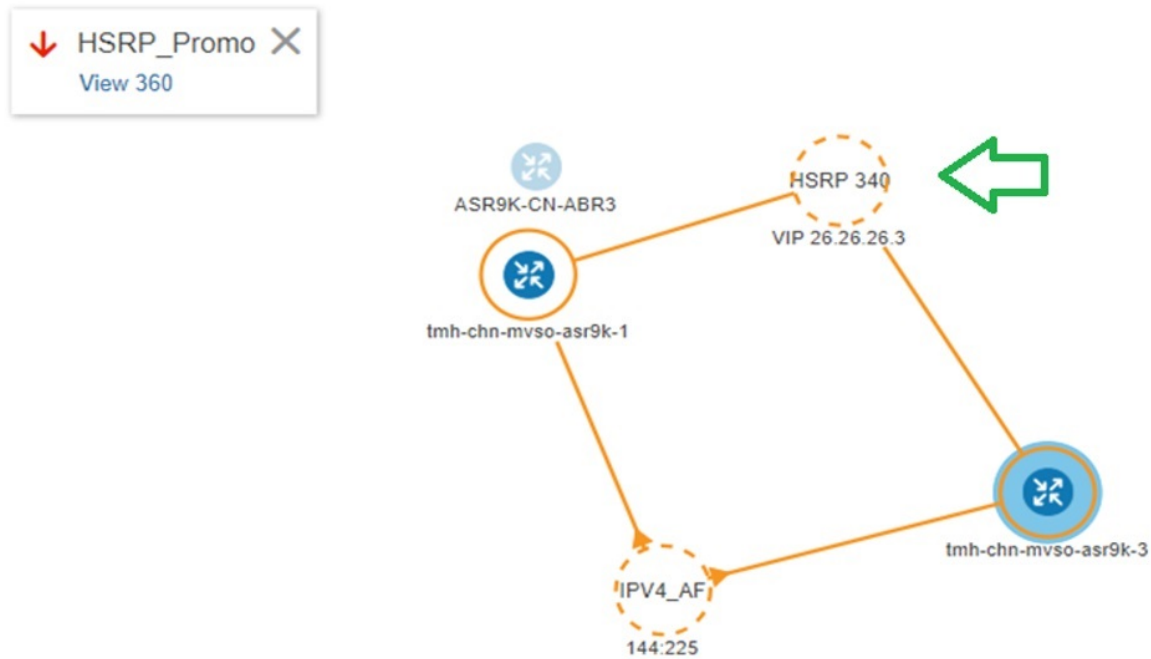 HSRP_Promo
View 360
ASR9K-CN-ABR3
HSRP 340
VIP 26.26.26.3
tmh-chn-mvso-asr9k-1
tmh-chn-mvso-asr9k-3
IPV4_AF
144:225